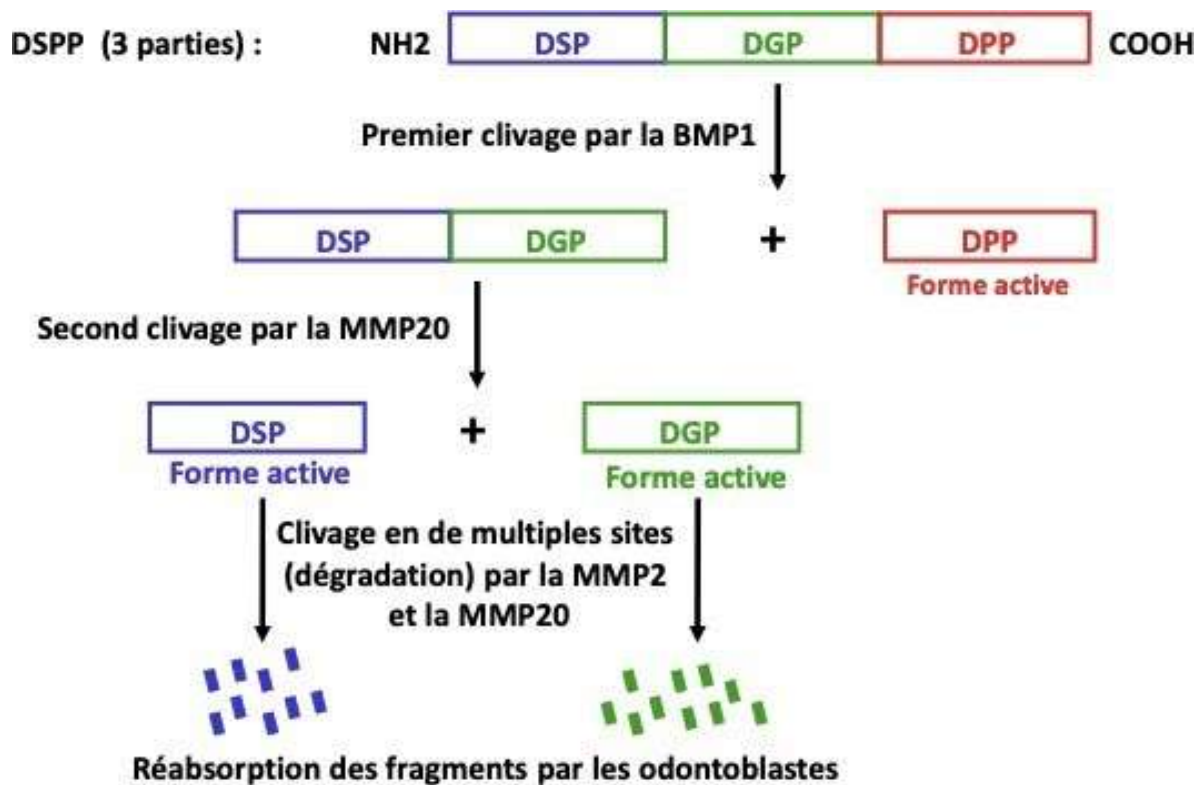 DSPP (3 parties) : NH2 DSP DGP DPP COOH
Premier clivage par la BMP1
DSP DGP + DPP
Forme active
Second clivage par la MMP20
DSP + DGP
Forme active Forme active
Clivage en de multiples sites
(dégradation) par la MMP2
et la MMP20
Réabsorption des fragments par les odontoblastes